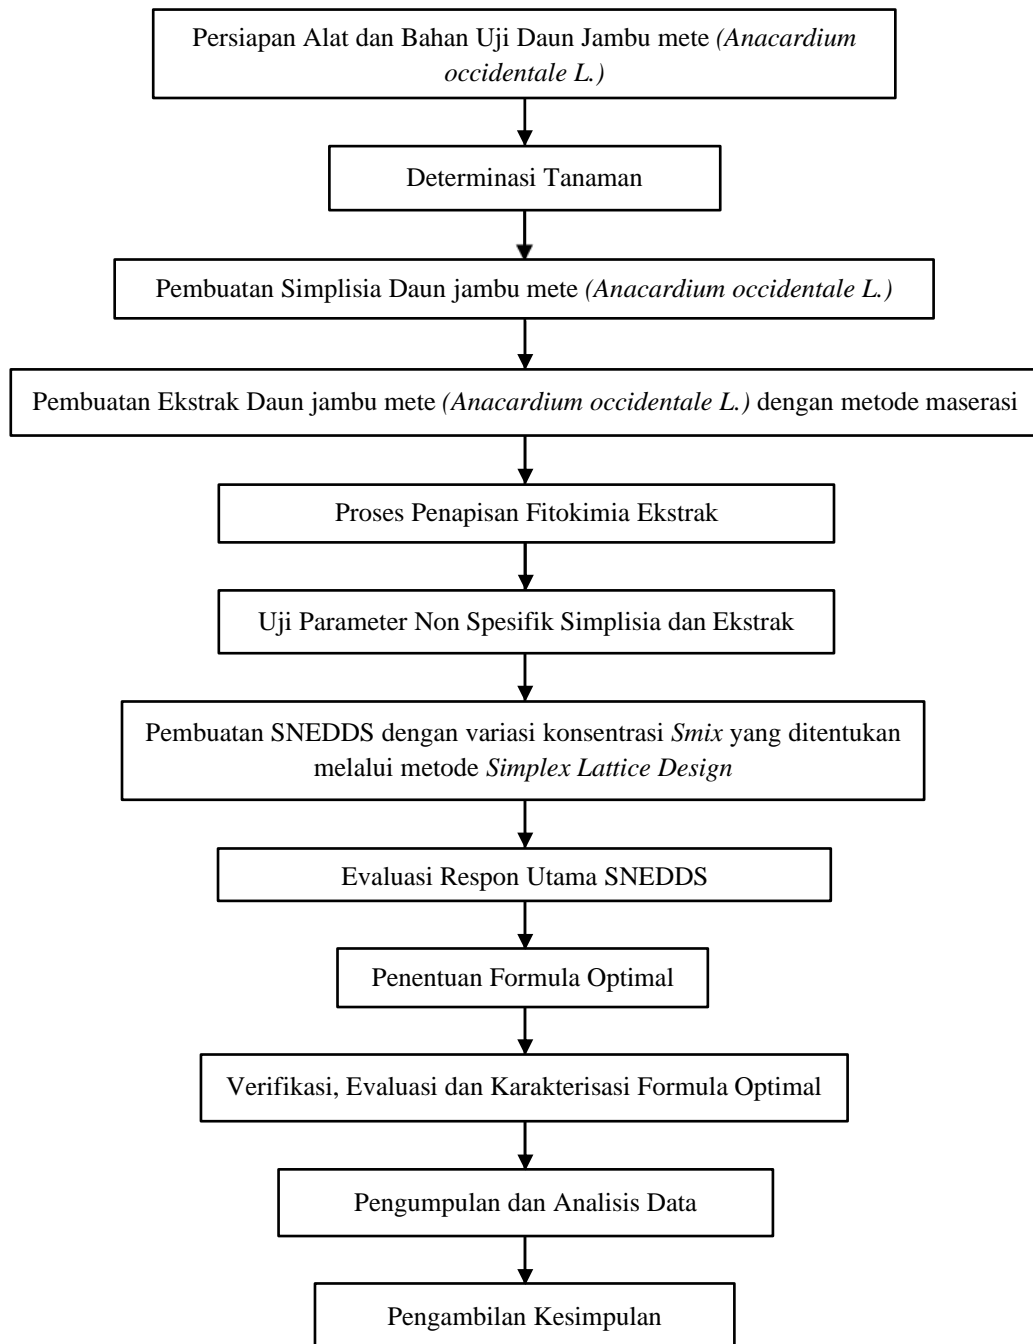 Persiapan Alat dan Bahan Uji Daun Jambu mete (Anacardium
occidentale L.)
Determinasi Tanaman
Pembuatan Simplisia Daun jambu mete (Anacardium occidentale L.)
Pembuatan Ekstrak Daun jambu mete (Anacardium occidentale L.) dengan metode maserasi
Proses Penapisan Fitokimia Ekstrak
Uji Parameter Non Spesifik Simplisia dan Ekstrak
Pembuatan SNEDDS dengan variasi konsentrasi Smix yang ditentukan
melalui metode Simplex Lattice Design
Evaluasi Respon Utama SNEDDS
Penentuan Formula Optimal
Verifikasi, Evaluasi dan Karakterisasi Formula Optimal
Pengumpulan dan Analisis Data
Pengambilan Kesimpulan